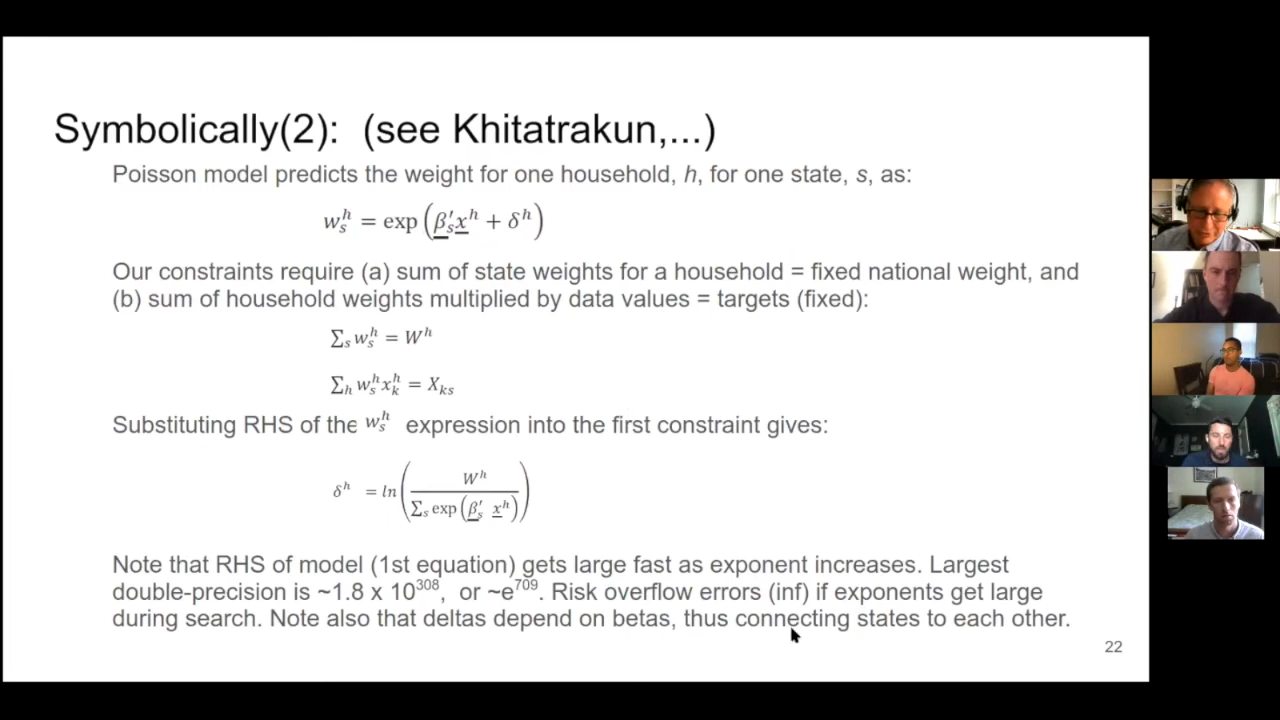 Symbolically(2):  (see Khitatrakun,...)
Poisson model predicts the weight for one household, h, for one state, s, as:
w_s^h = exp(β'_s x^h + δ^h)
Our constraints require (a) sum of state weights for a household = fixed national weight, and
(b) sum of household weights multiplied by data values = targets (fixed):
∑_s w_s^h = W^h
∑_h w_s^h x_k^h = X_ks
Substituting RHS of the w_s^h expression into the first constraint gives:
δ^h = ln(W^h / ∑_s exp(β'_s x^h))
Note that RHS of model (1st equation) gets large fast as exponent increases. Largest
double-precision is ~1.8 x 10^308, or ~e^709. Risk overflow errors (inf) if exponents get large
during search. Note also that deltas depend on betas, thus connecting states to each other.
22